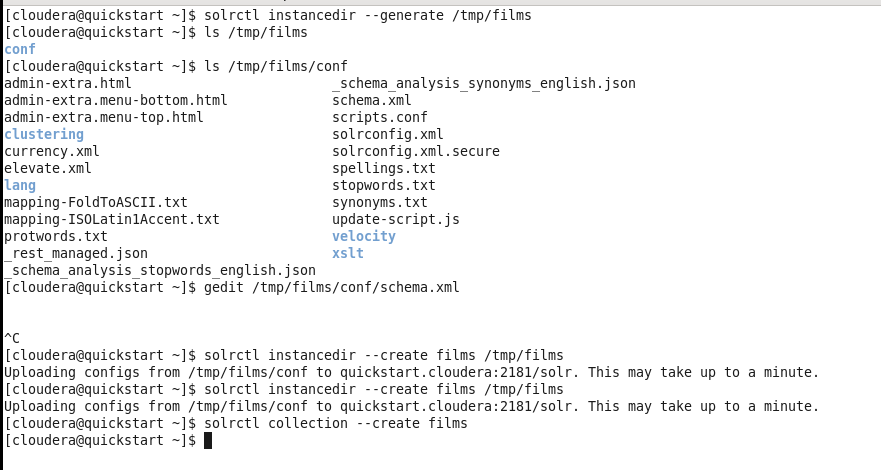 [cloudera@quickstart ~]$ solrctl instancedir --generate /tmp/films
[cloudera@quickstart ~]$ ls /tmp/films
conf
[cloudera@quickstart ~]$ ls /tmp/films/conf
admin-extra.html                         _schema_analysis_synonyms_english.json
admin-extra.menu-bottom.html             schema.xml
admin-extra.menu-top.html                scripts.conf
clustering                               solrconfig.xml
currency.xml                             solrconfig.xml.secure
elevate.xml                              spellings.txt
lang                                     stopwords.txt
mapping-FoldToASCII.txt                  synonyms.txt
mapping-ISOLatin1Accent.txt              update-script.js
protwords.txt                            velocity
_rest_managed.json                       xslt
_schema_analysis_stopwords_english.json
[cloudera@quickstart ~]$ gedit /tmp/films/conf/schema.xml
^C
[cloudera@quickstart ~]$ solrctl instancedir --create films /tmp/films
Uploading configs from /tmp/films/conf to quickstart.cloudera:2181/solr. This may take up to a minute.
[cloudera@quickstart ~]$ solrctl instancedir --create films /tmp/films
Uploading configs from /tmp/films/conf to quickstart.cloudera:2181/solr. This may take up to a minute.
[cloudera@quickstart ~]$ solrctl collection --create films
[cloudera@quickstart ~]$